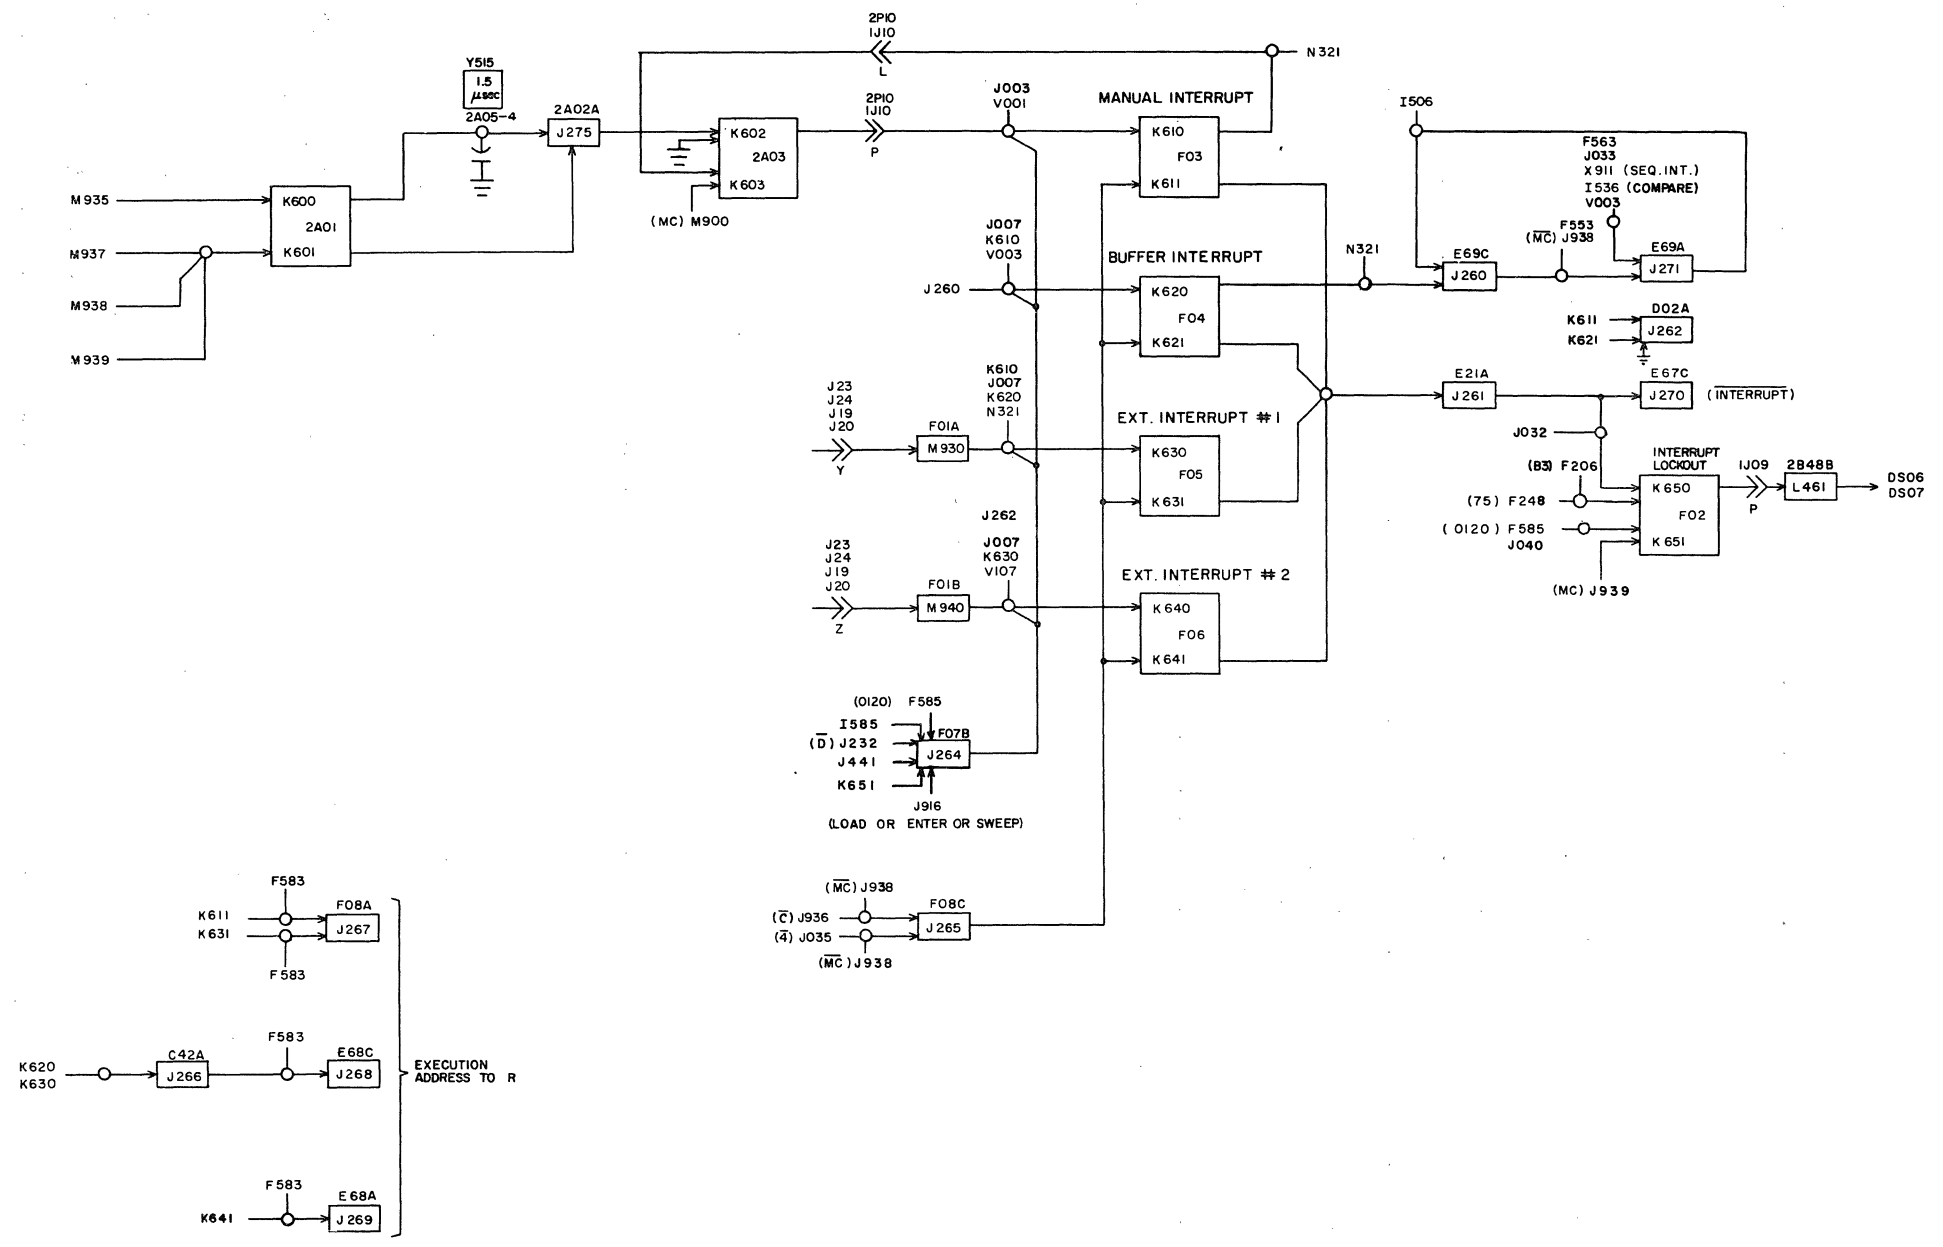 2P10
1J10
L
N321
Y515
1.5
μsec
2A05-4
2A02A
J275
K602
2A03
K603
(MC) M900
2P10
1J10
P
J003
V001
MANUAL INTERRUPT
K610
F03
K611
I506
F563
J033
X911 (SEQ.INT.)
I536 (COMPARE)
V003
F553
(M̅C̅) J938
E69A
J271
E69C
J260
N321
M935
M937
M938
M939
K600
2A01
K601
J007
K610
V003
BUFFER INTERRUPT
J260
K620
F04
K621
D02A
K611
K621
J262
K610
J007
K620
N321
J23
J24
J19
J20
Y
F01A
M930
EXT. INTERRUPT #1
K630
F05
K631
E21A
J261
E67C
J270
(I̅N̅T̅E̅R̅R̅U̅P̅T̅)
J032
INTERRUPT
LOCKOUT
(B3) F206
(75) F248
(0120) F585
J040
(MC) J939
K650
F02
K651
1J09
P
2B48B
L461
DS06
DS07
J262
J007
K630
V107
J23
J24
J19
J20
Z
F01B
M940
EXT. INTERRUPT #2
K640
F06
K641
(0120) F585
I585
(D̅) J232
J441
K651
F07B
J264
J916
(LOAD OR ENTER OR SWEEP)
(M̅C̅) J938
(C̅) J936
(4̅) J035
(M̅C̅) J938
F08C
J265
F583
K611
K631
F583
F08A
J267
K620
K630
C42A
J266
F583
E68C
J268
EXECUTION
ADDRESS TO R
F583
K641
E68A
J269